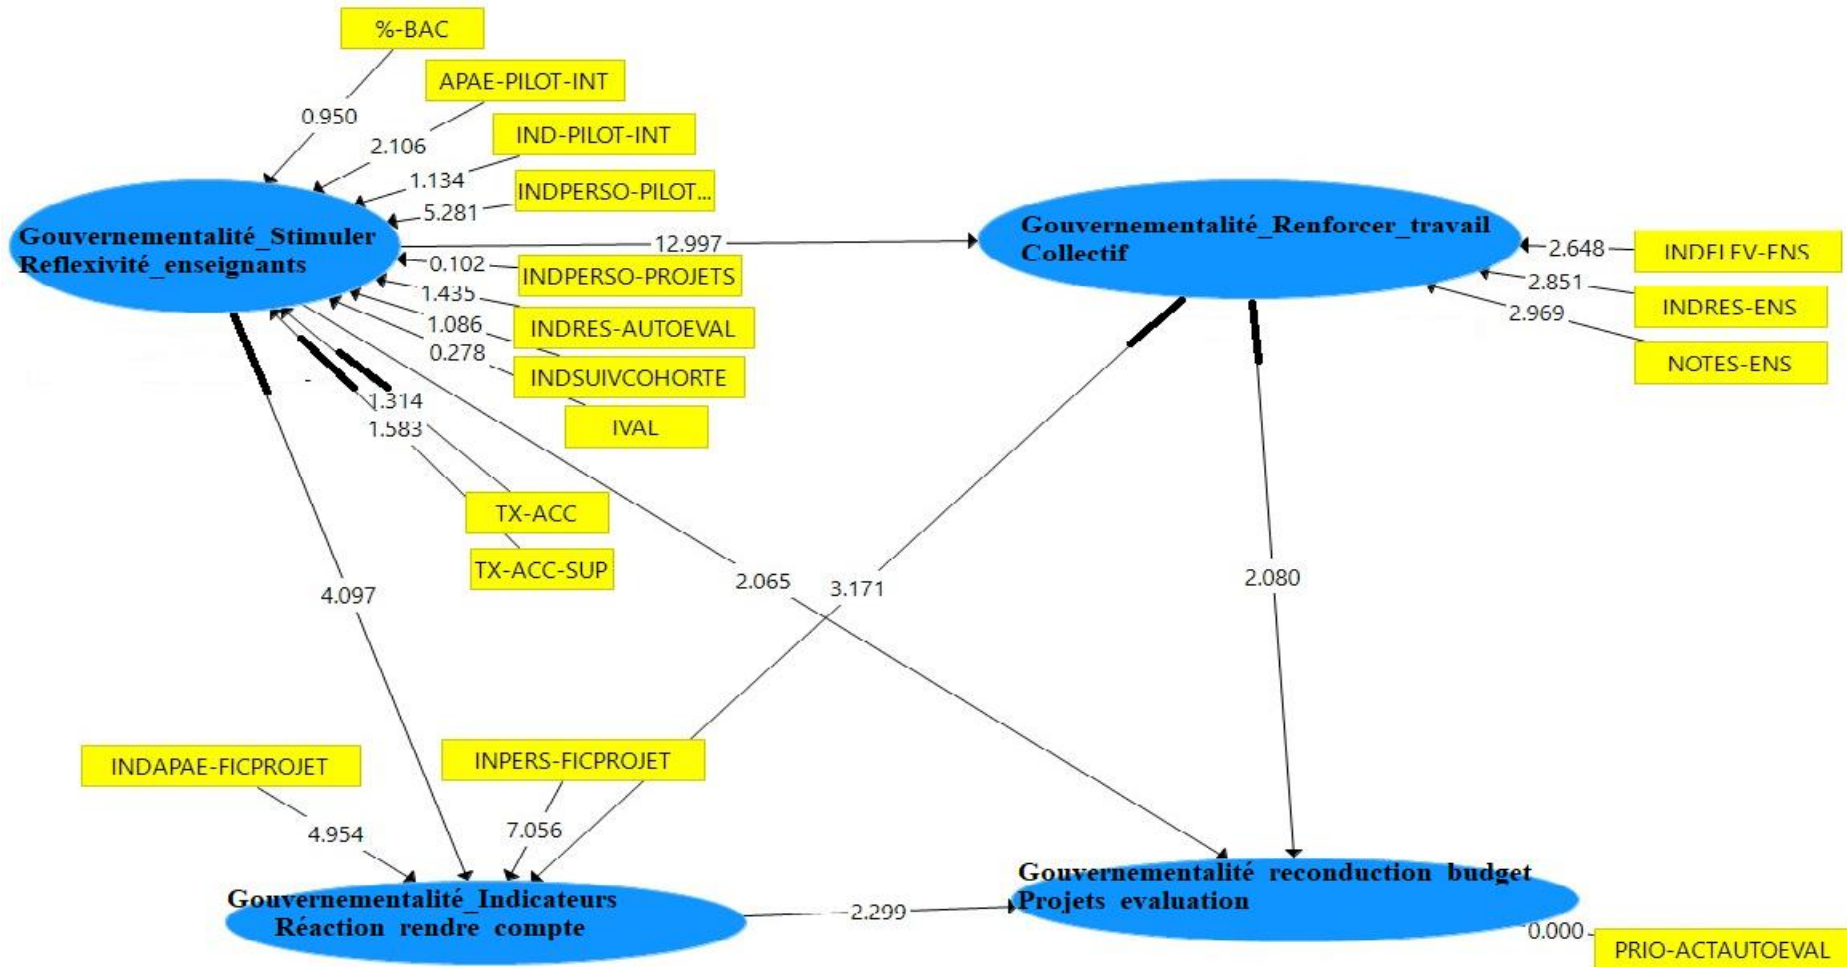 %-BAC
APAE-PILOT-INT
0.950
IND-PILOT-INT
2.106
1.134
INDPERSO-PILOT...
5.281
Gouvernementalité_Stimuler
Reflexivité_enseignants
12.997
Gouvernementalité_Renforcer_travail
Collectif
2.648
INDELEV-ENS
0.102
INDPERSO-PROJETS
2.851
INDRES-ENS
1.435
INDRES-AUTOEVAL
2.969
1.086
NOTES-ENS
0.278
INDSUIVCOHORTE
IVAL
1.314
1.583
TX-ACC
TX-ACC-SUP
4.097
2.065
3.171
2.080
INDAPAE-FICPROJET
INPERS-FICPROJET
4.954
7.056
Gouvernementalité_Indicateurs
Réaction rendre compte
2.299
Gouvernementalité reconduction budget
Projets evaluation
0.000
PRIO-ACTAUTOEVAL